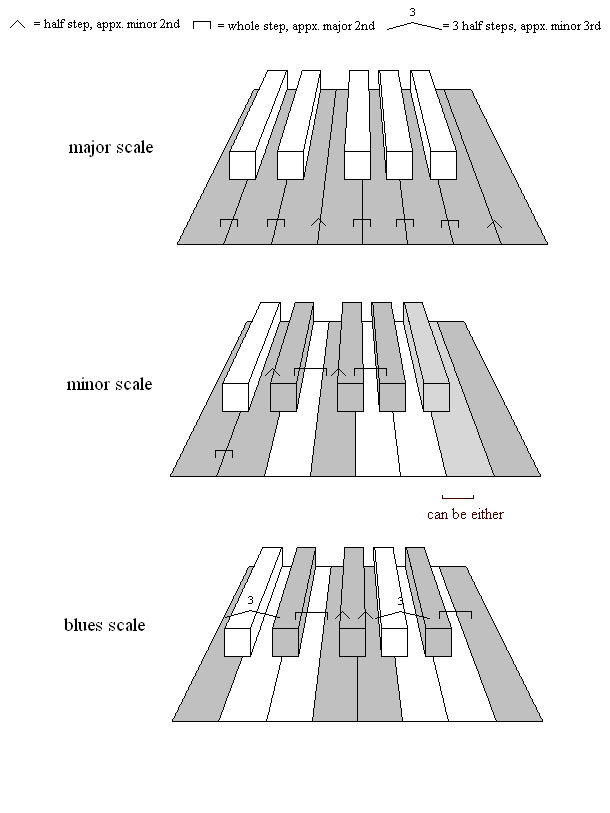 3
= half step, appx. minor 2nd = whole step, appx. major 2nd = 3 half steps, appx. minor 3rd
major scale
minor scale
can be either
3 3
blues scale